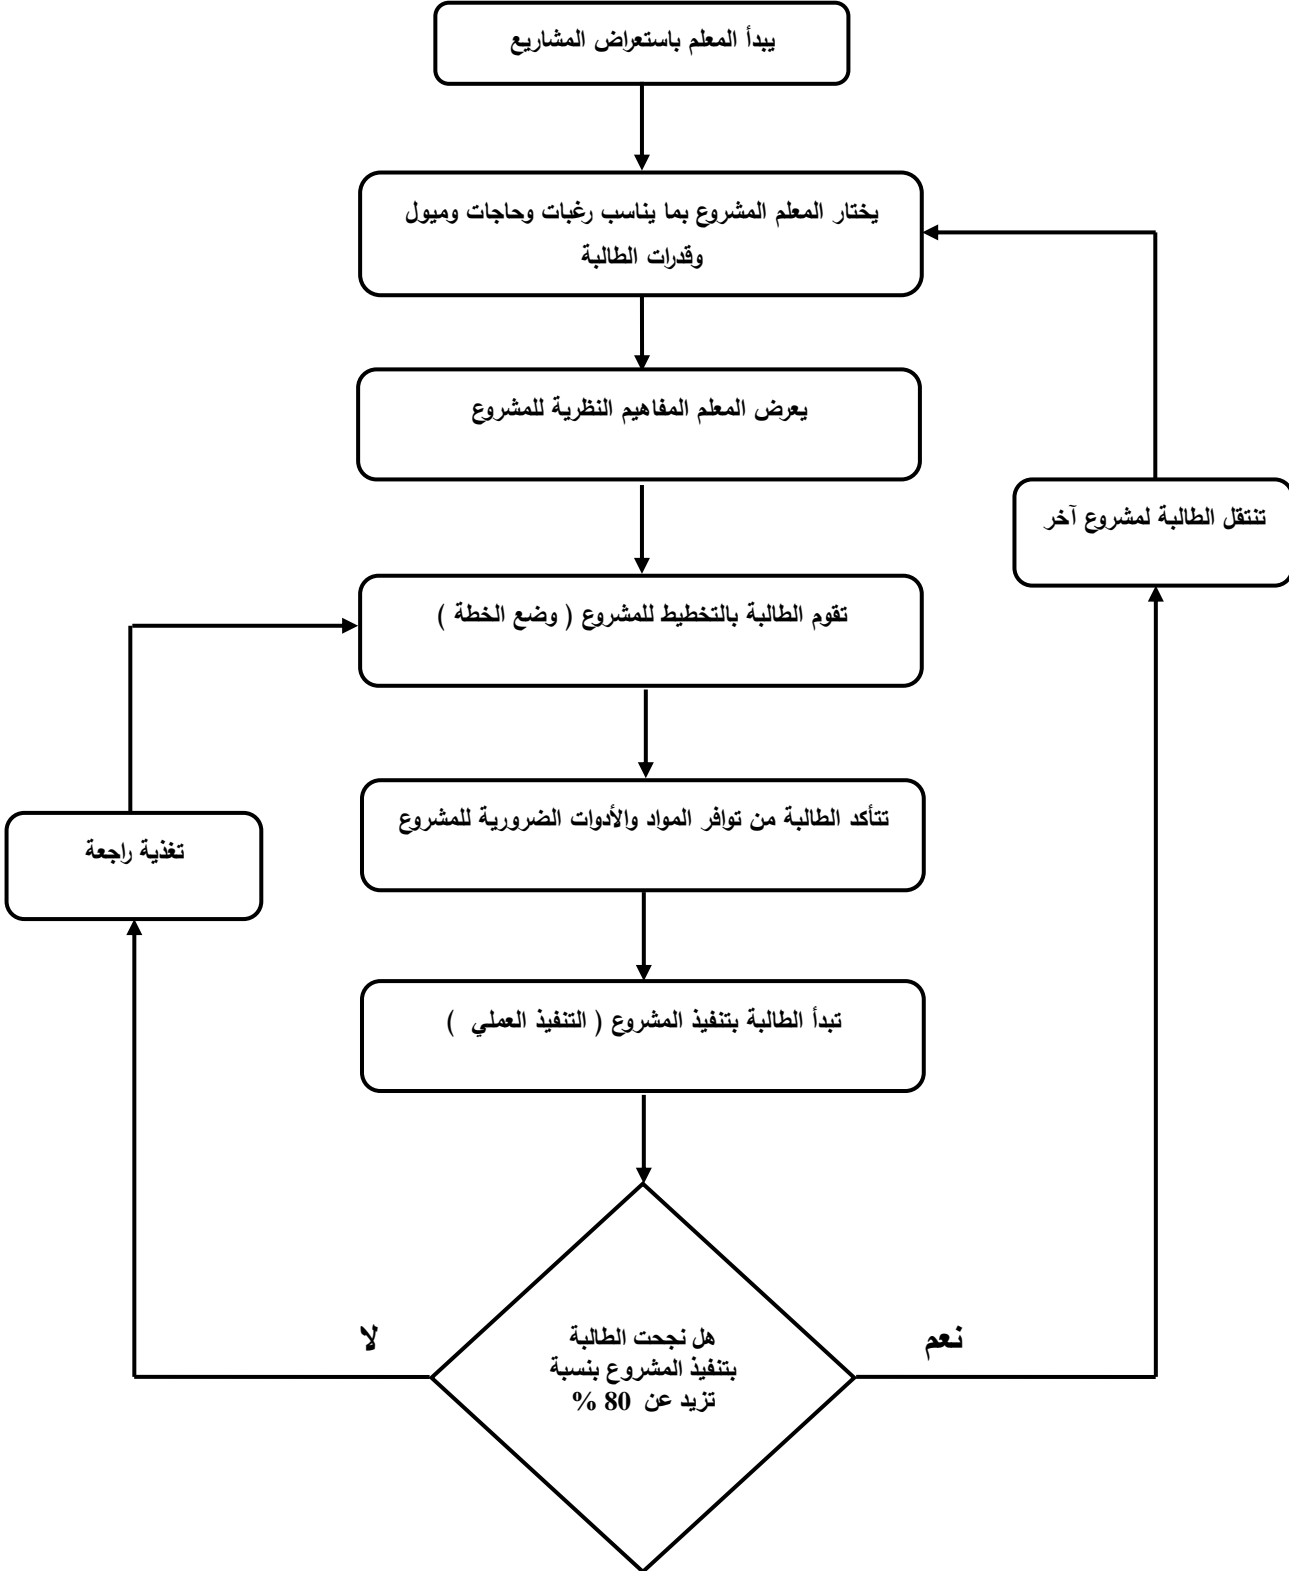 يبدأ المعلم باستعراض المشاريع
يختار المعلم المشروع بما يناسب رغبات وحاجات وميول
وقدرات الطالبة
يعرض المعلم المفاهيم النظرية للمشروع
تنتقل الطالبة لمشروع آخر
تقوم الطالبة بالتخطيط للمشروع ( وضع الخطة )
تتأكد الطالبة من توافر المواد والأدوات الضرورية للمشروع
تغذية راجعة
تبدأ الطالبة بتنفيذ المشروع ( التنفيذ العملي )
نعم
لا
هل نجحت الطالبة
بتنفيذ المشروع بنسبة
تزيد عن 80 %